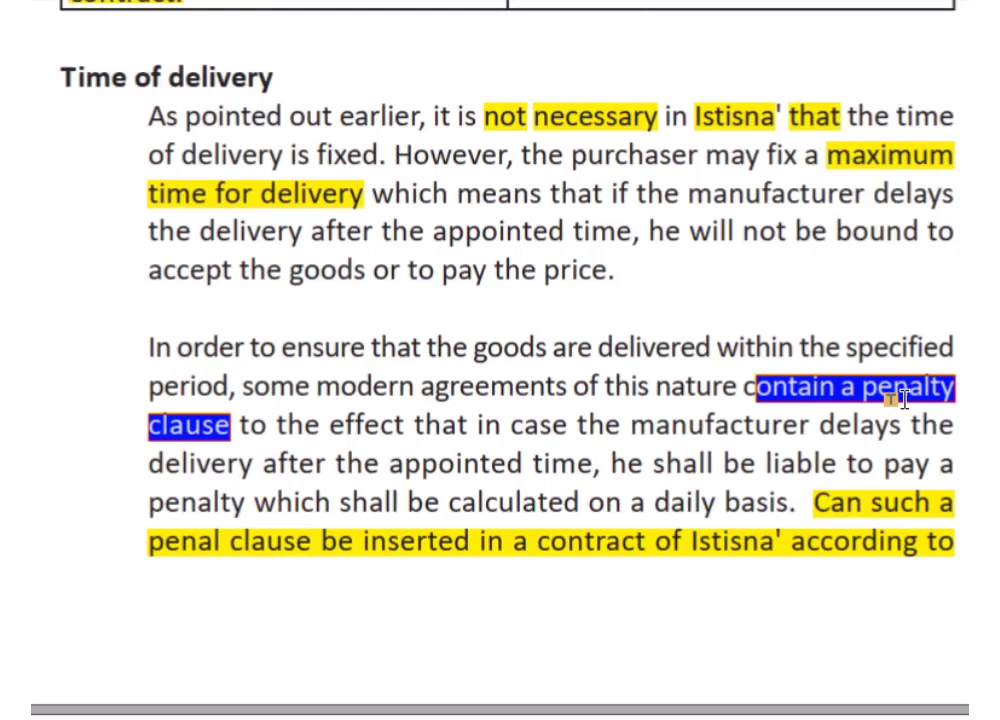 contract.
Time of delivery
As pointed out earlier, it is not necessary in Istisna' that the time
of delivery is fixed. However, the purchaser may fix a maximum
time for delivery which means that if the manufacturer delays
the delivery after the appointed time, he will not be bound to
accept the goods or to pay the price.
In order to ensure that the goods are delivered within the specified
period, some modern agreements of this nature contain a penalty
clause to the effect that in case the manufacturer delays the
delivery after the appointed time, he shall be liable to pay a
penalty which shall be calculated on a daily basis. Can such a
penal clause be inserted in a contract of Istisna' according to